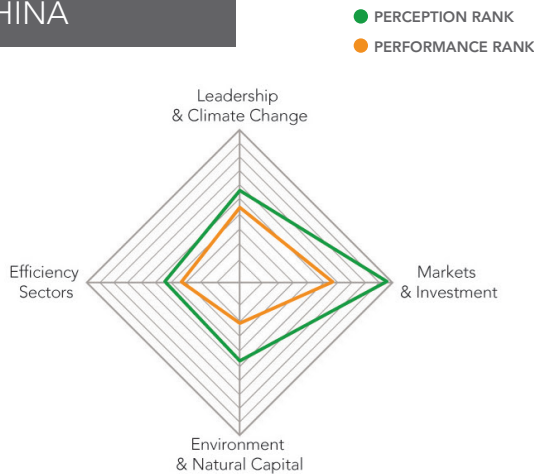 HINA
PERCEPTION RANK
PERFORMANCE RANK
Leadership
& Climate Change
Efficiency
Sectors
Markets
& Investment
Environment
& Natural Capital